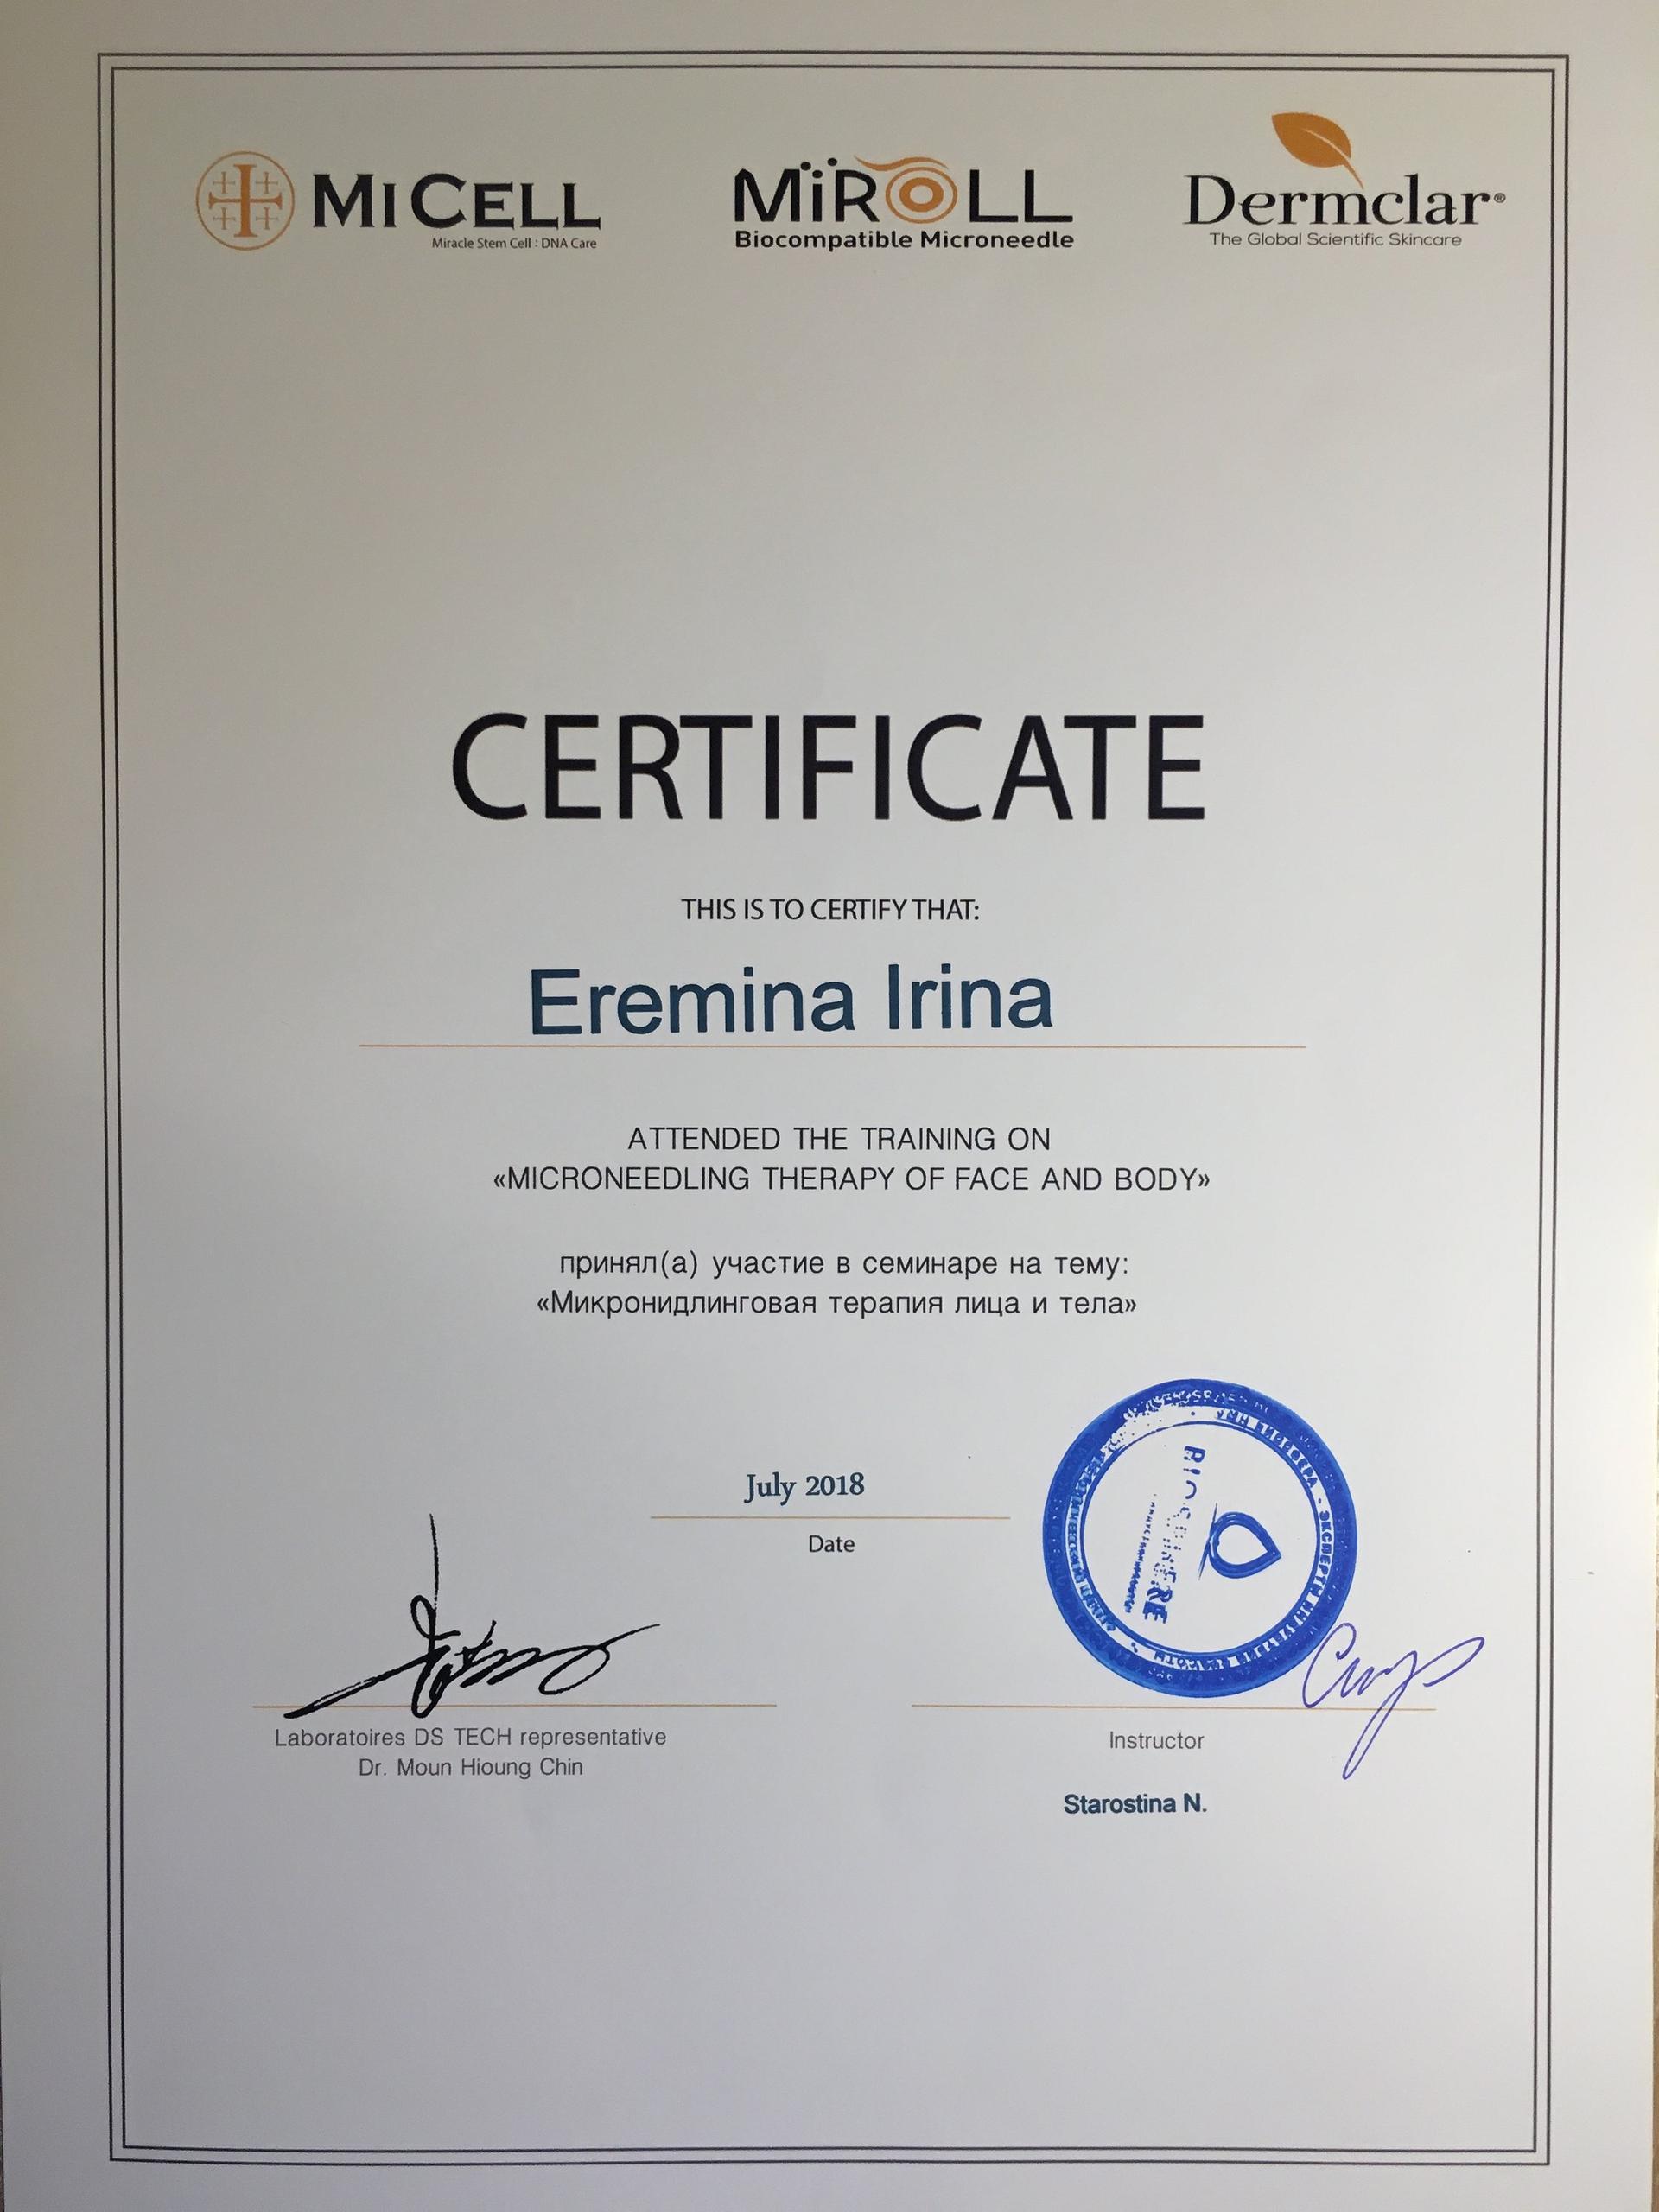 MICELL
Miracle Stem Cell : DNA Care
MiROLL
Biocompatible Microneedle
Dermclar®
The Global Scientific Skincare
CERTIFICATE
THIS IS TO CERTIFY THAT:
Eremina Irina
ATTENDED THE TRAINING ON
«MICRONEEDLING THERAPY OF FACE AND BODY»
принял(а) участие в семинаре на тему:
«Микронидлинговая терапия лица и тела»
July 2018
Date
Laboratoires DS TECH representative
Dr. Moun Hioung Chin
Instructor
Starostina N.